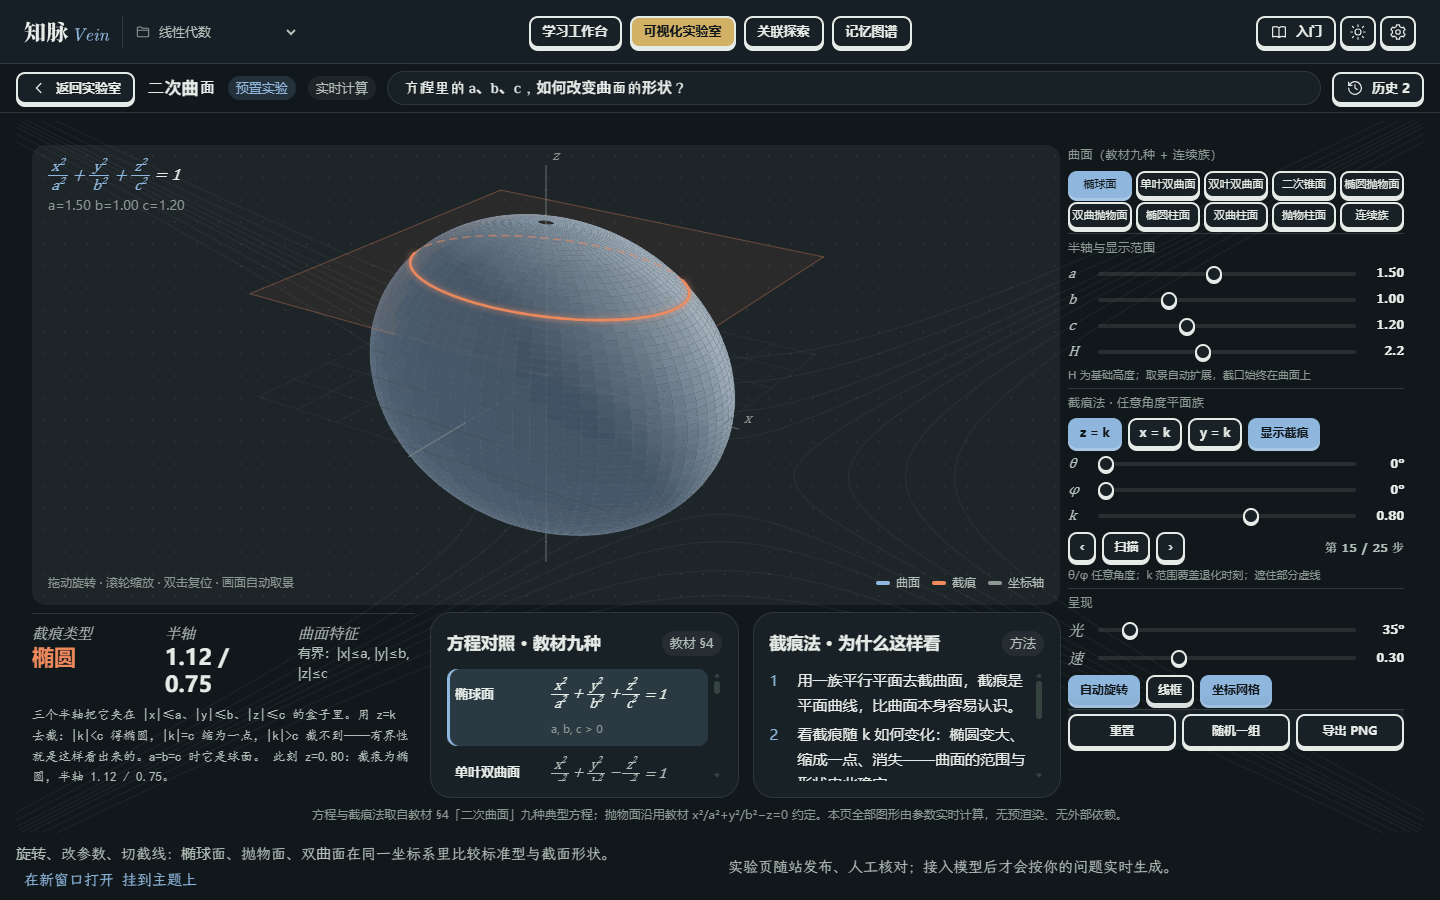 知脉 Vein
线性代数
学习工作台
可视化实验室
关联探索
记忆图谱
入门
返回实验室
二次曲面
预置实验
实时计算
方程里的 a、b、c，如何改变曲面的形状？
历史 2
x²/a² + y²/b² + z²/c² = 1
a=1.50 b=1.00 c=1.20
z
x
拖动旋转 · 滚轮缩放 · 双击复位 · 画面自动取景
曲面
截痕
坐标轴
曲面（教材九种 + 连续族）
椭球面
单叶双曲面
双叶双曲面
二次锥面
椭圆抛物面
双曲抛物面
椭圆柱面
双曲柱面
抛物柱面
连续族
半轴与显示范围
a 1.50
b 1.00
c 1.20
H 2.2
H 为基础高度；取景自动扩展，截口始终在曲面上
截痕法 · 任意角度平面族
z = k
x = k
y = k
显示截痕
θ 0°
φ 0°
k 0.80
‹
扫描
›
第 15 / 25 步
θ/φ 任意角度；k 范围覆盖退化时刻；遮住部分虚线
呈现
光 35°
速 0.30
自动旋转
线框
坐标网格
重置
随机一组
导出 PNG
截痕类型
椭圆
半轴
1.12 /
0.75
曲面特征
有界：|x|≤a, |y|≤b,
|z|≤c
三个半轴把它夹在 |x|≤a、|y|≤b、|z|≤c 的盒子里。用 z=k
去截：|k|<c 得椭圆，|k|=c 缩为一点，|k|>c 截不到——有界性
就是这样看出来的。a=b=c 时它是球面。 此刻 z=0.80：截痕为椭
圆，半轴 1.12 / 0.75。
方程对照 · 教材九种
教材 §4
椭球面
x²/a² + y²/b² + z²/c² = 1
a, b, c > 0
单叶双曲面
x²/a² + y²/b² − z²/c² = 1
截痕法 · 为什么这样看
方法
1 用一族平行平面去截曲面，截痕是
平面曲线，比曲面本身容易认识。
2 看截痕随 k 如何变化：椭圆变大、
缩成一点、消失——曲面的范围与
方程与截痕法取自教材 §4「二次曲面」九种典型方程；抛物面沿用教材 x²/a²+y²/b²−z=0 约定。本页全部图形由参数实时计算，无预渲染、无外部依赖。
旋转、改参数、切截线：椭球面、抛物面、双曲面在同一坐标系里比较标准型与截面形状。
在新窗口打开 挂到主题上
实验页随站发布、人工核对；接入模型后才会按你的问题实时生成。